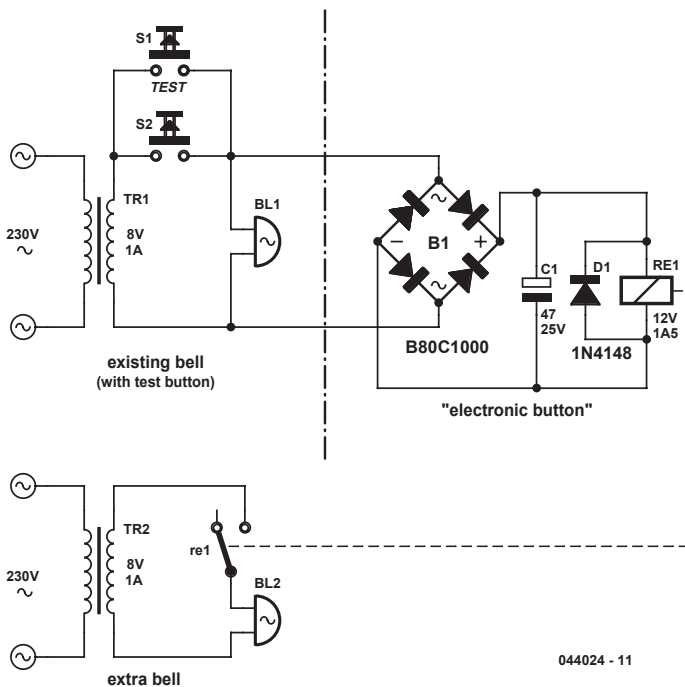 S1
TEST
S2
TR1
8V
1A
230V
~
BL1
~
existing bell
(with test button)
~
B1
−
+
~
B80C1000
C1
47
25V
D1
1N4148
RE1
12V
1A5
"electronic button"
TR2
8V
1A
230V
~
re1
BL2
~
extra bell
044024 - 11